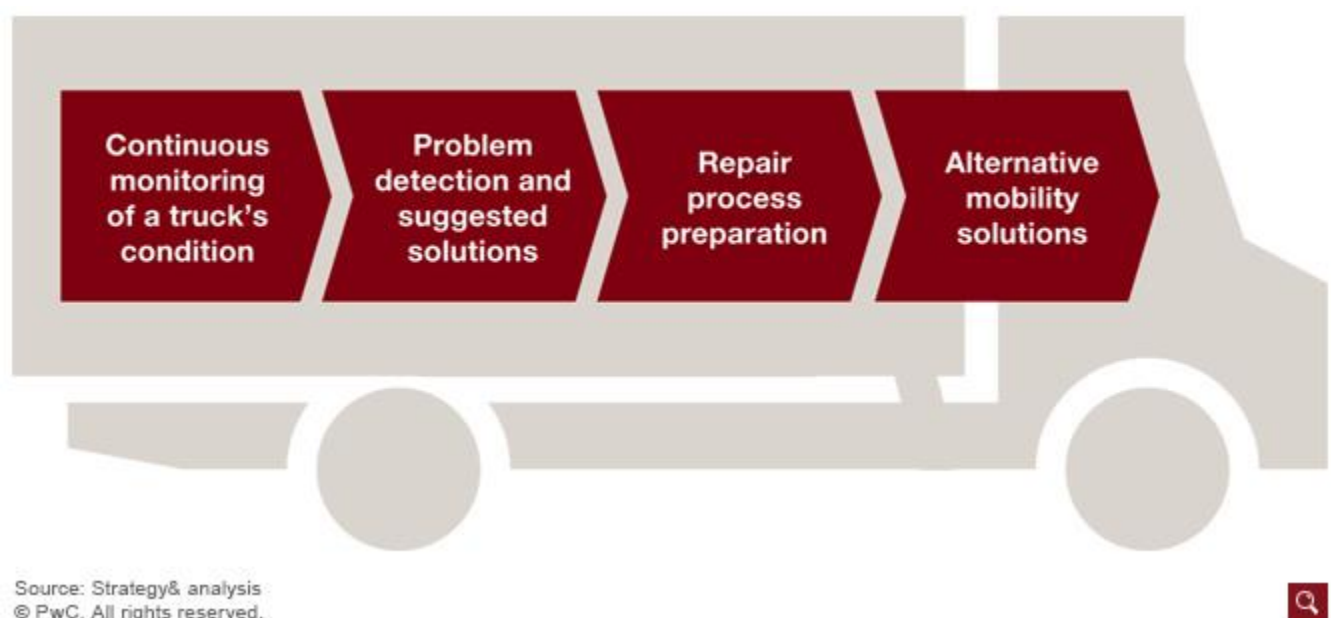 Continuous
monitoring
of a truck's
condition
Problem
detection and
suggested
solutions
Repair
process
preparation
Alternative
mobility
solutions
Source: Strategy& analysis
© PwC. All rights reserved.